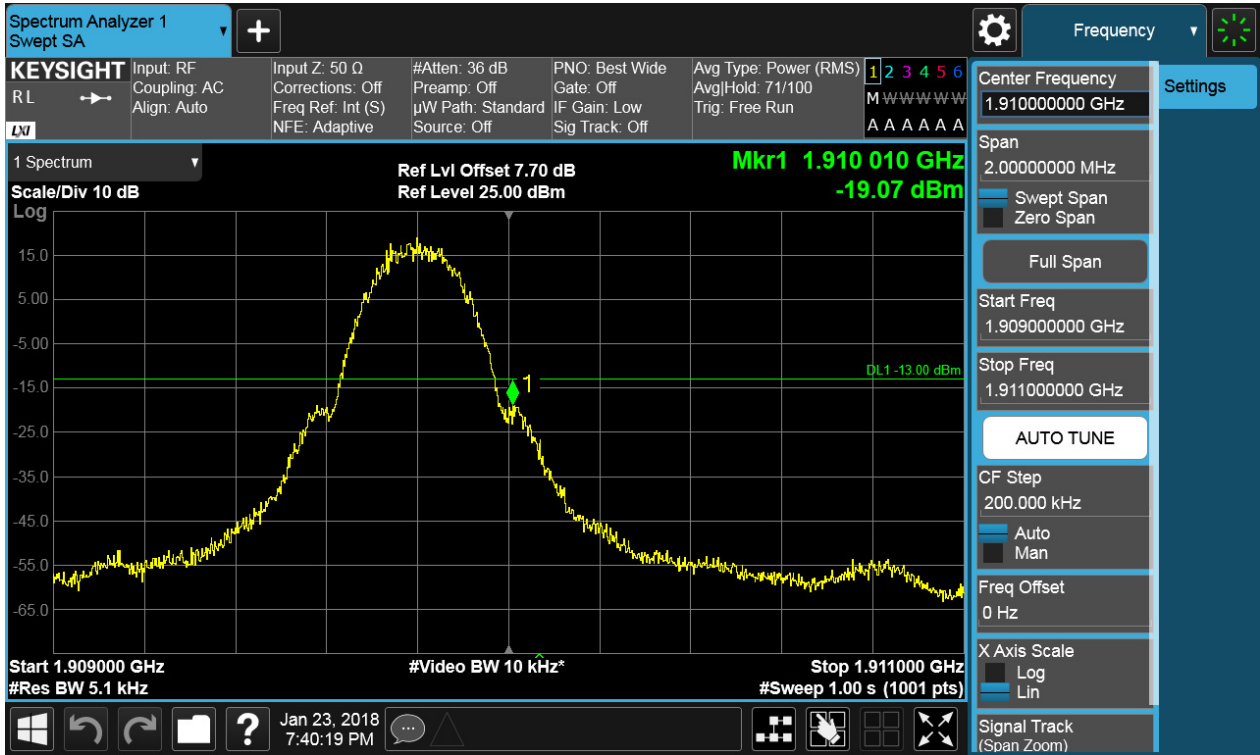 Spectrum Analyzer 1
Swept SA
Frequency
KEYSIGHT
RL
LXI
Input: RF
Coupling: AC
Align: Auto
Input Z: 50 Ω
Corrections: Off
Freq Ref: Int (S)
NFE: Adaptive
#Atten: 36 dB
Preamp: Off
µW Path: Standard
Source: Off
PNO: Best Wide
Gate: Off
IF Gain: Low
Sig Track: Off
Avg Type: Power (RMS)
Avg|Hold: 71/100
Trig: Free Run
1 2 3 4 5 6
M W W W W W
A A A A A A
1 Spectrum
Scale/Div 10 dB
Log
Ref Lvl Offset 7.70 dB
Ref Level 25.00 dBm
Mkr1 1.910 010 GHz
-19.07 dBm
15.0
5.00
-5.00
-15.0
-25.0
-35.0
-45.0
-55.0
-65.0
DL1 -13.00 dBm
1
Start 1.909000 GHz
#Res BW 5.1 kHz
#Video BW 10 kHz*
Stop 1.911000 GHz
#Sweep 1.00 s (1001 pts)
?
Jan 23, 2018
7:40:19 PM
Center Frequency
1.910000000 GHz
Span
2.00000000 MHz
Swept Span
Zero Span
Full Span
Start Freq
1.909000000 GHz
Stop Freq
1.911000000 GHz
AUTO TUNE
CF Step
200.000 kHz
Auto
Man
Freq Offset
0 Hz
X Axis Scale
Log
Lin
Signal Track
(Span Zoom)
Settings